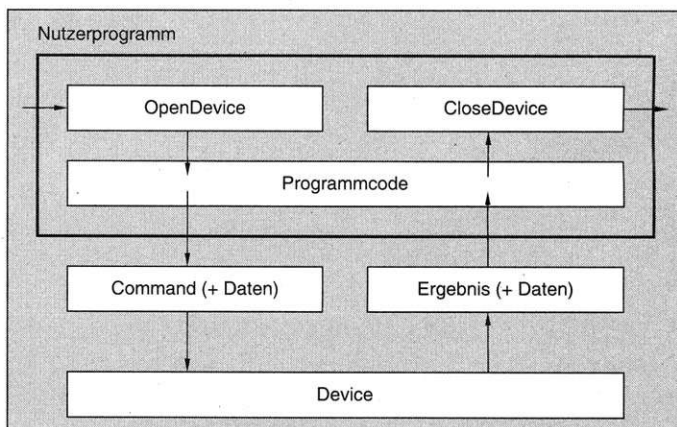 Nutzerprogramm
OpenDevice
CloseDevice
Programmcode
Command (+ Daten)
Ergebnis (+ Daten)
Device